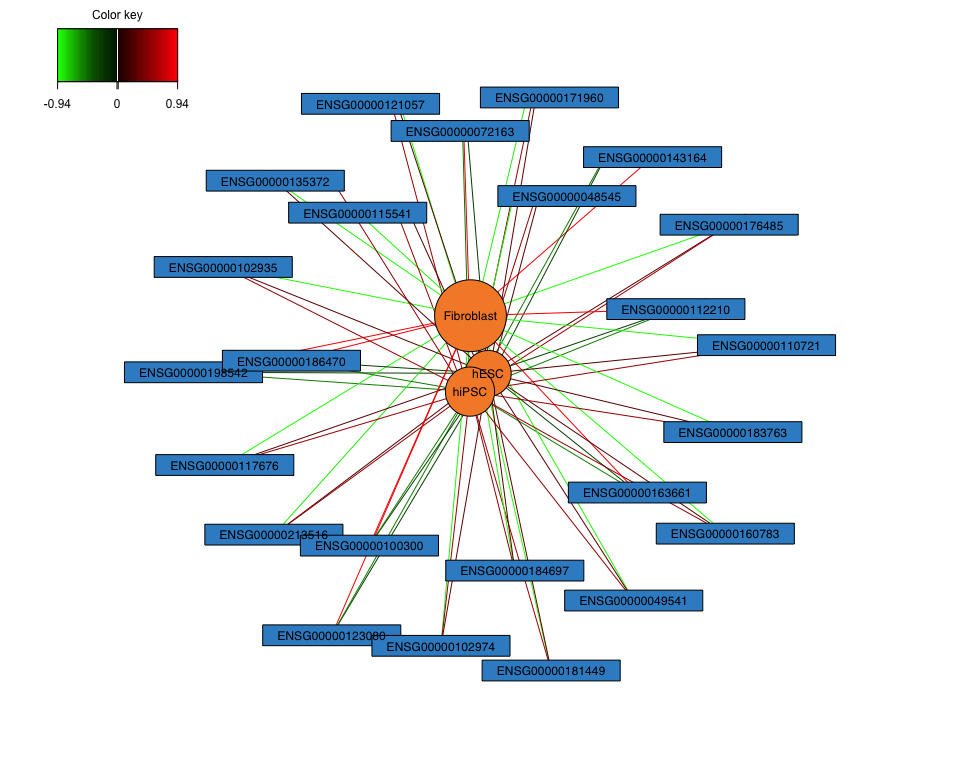 Color key
-0.94 0 0.94
ENSG00000171960
ENSG00000121057
ENSG00000072163
ENSG00000143164
ENSG00000135372
ENSG00000048545
ENSG00000115541
ENSG00000176485
ENSG00000102935
ENSG00000112210
Fibroblast
ENSG00000110721
ENSG00000186470
ENSG00000198542
hESC
hiPSC
ENSG00000183763
ENSG00000117676
ENSG00000163661
ENSG00000160783
ENSG00000213516
ENSG00000100300
ENSG00000184697
ENSG00000049541
ENSG00000123080
ENSG00000102974
ENSG00000181449